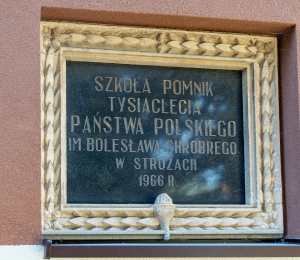 SZKOŁA POMNIK
TYSIĄCLECIA
PAŃSTWA POLSKIEGO
IM BOLESŁAWA CHROBREGO
W STRÓŻACH
1966 R